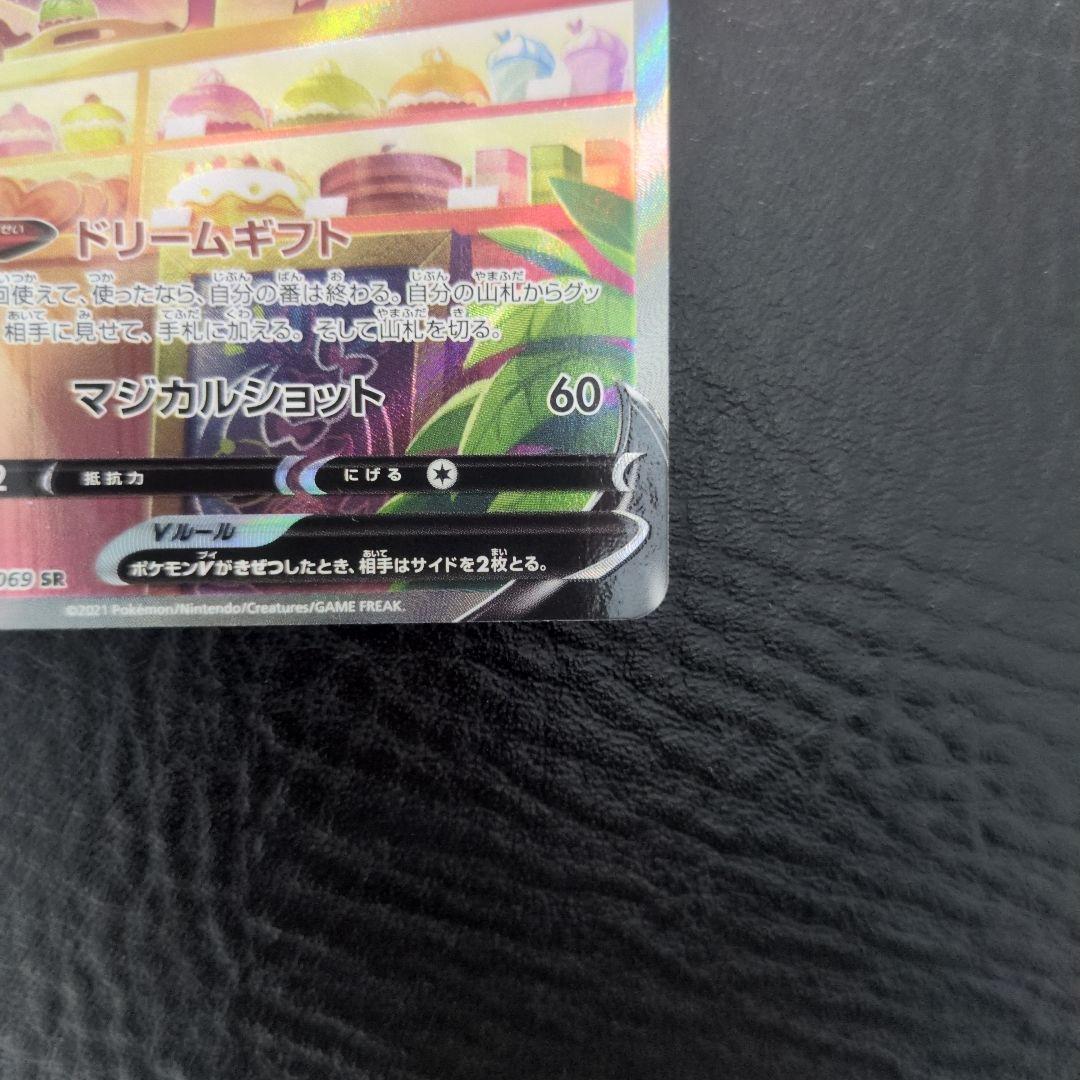 せい ドリームギフト
回使えて、使ったなら、自分の番は終わる。自分の山札からグッ
相手に見せて、手札に加える。そして山札を切る。
マジカルショット 60
2 抵抗力 にげる
Vルール
ポケモンVがきぜつしたとき、相手はサイドを2枚とる。
069 SR
©2021 Pokémon/Nintendo/Creatures/GAME FREAK.